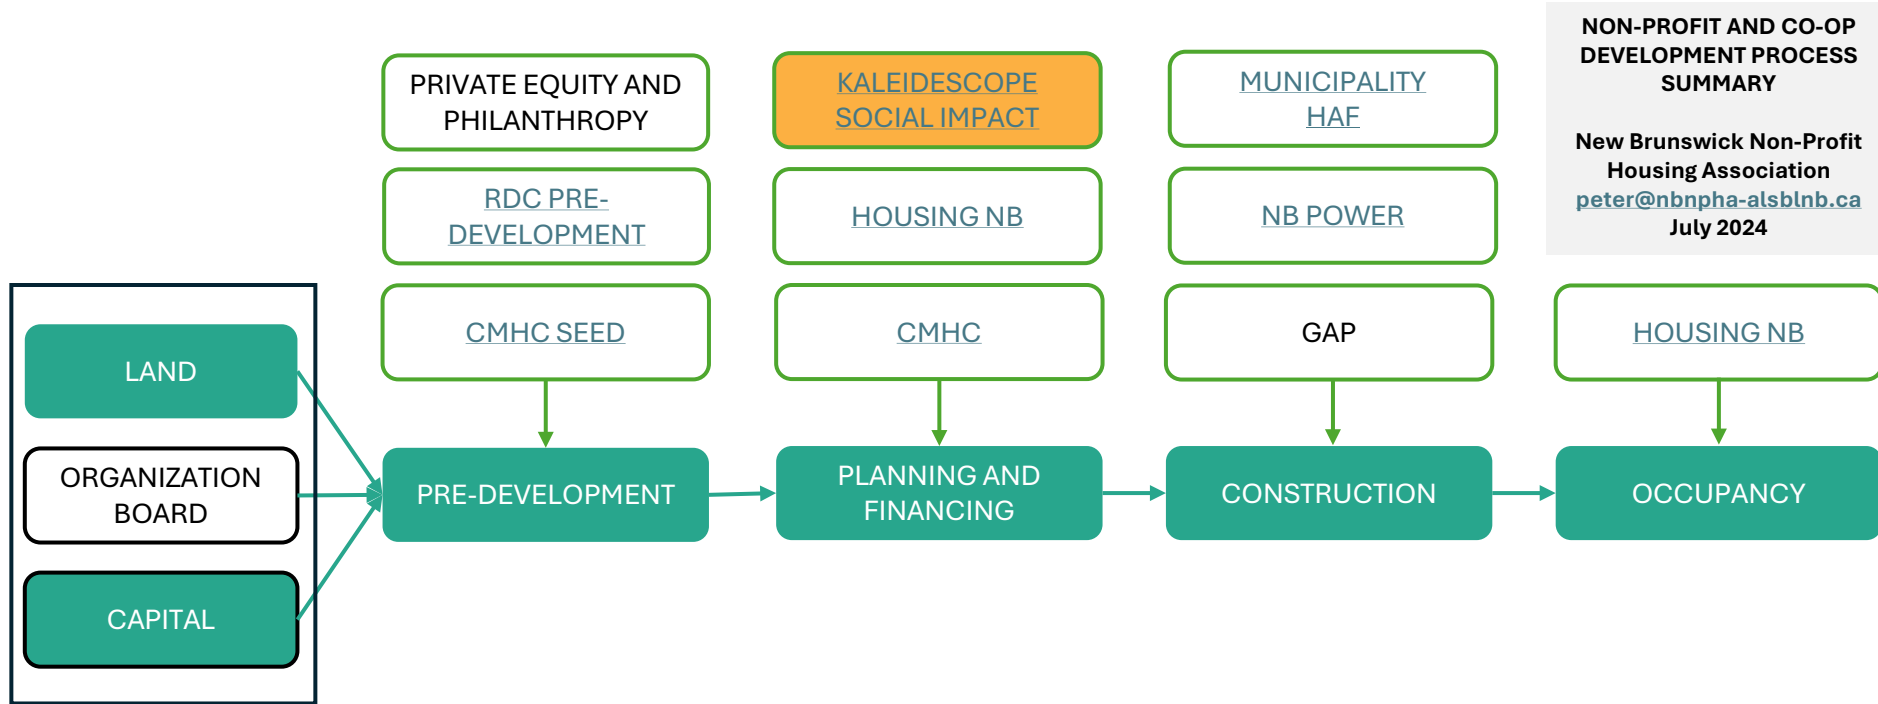 NON-PROFIT AND CO-OP
DEVELOPMENT PROCESS
SUMMARY
New Brunswick Non-Profit
Housing Association
peter@nbnpha-alsblnb.ca
July 2024
PRIVATE EQUITY AND
PHILANTHROPY
KALEIDESCOPE
SOCIAL IMPACT
MUNICIPALITY
HAF
RDC PRE-
DEVELOPMENT
HOUSING NB
NB POWER
CMHC SEED
CMHC
GAP
HOUSING NB
LAND
ORGANIZATION
BOARD
CAPITAL
PRE-DEVELOPMENT
PLANNING AND
FINANCING
CONSTRUCTION
OCCUPANCY